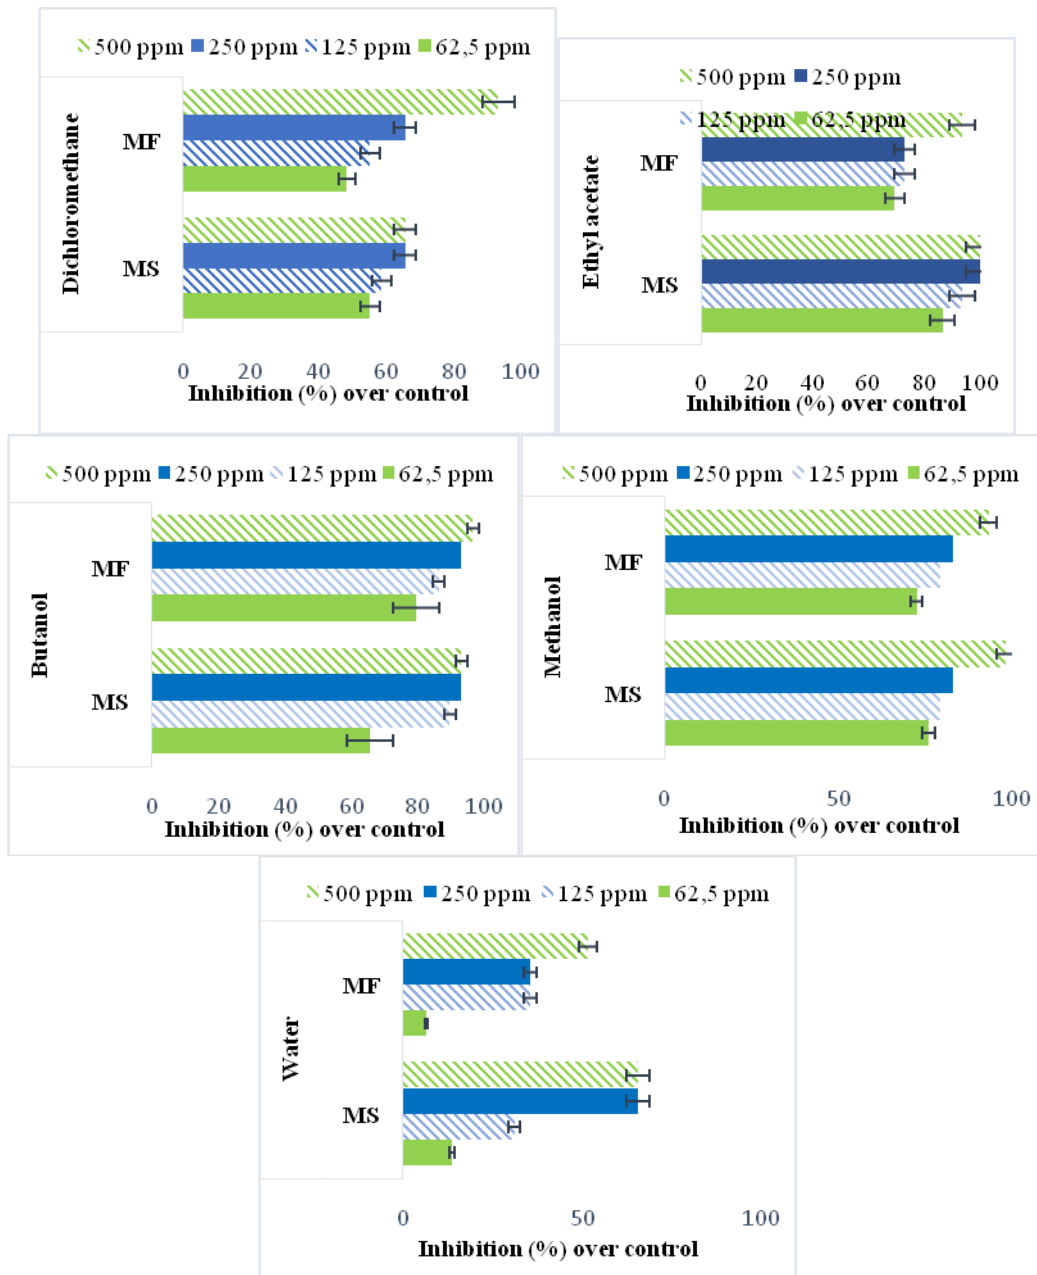 500 ppm 250 ppm 125 ppm 62,5 ppm
Dichloromethane
MF
MS
0 20 40 60 80 100
Inhibition (%) over control
500 ppm 250 ppm
125 ppm 62,5 ppm
Ethyl acetate
MF
MS
0 20 40 60 80 100
Inhibition (%) over control
500 ppm 250 ppm 125 ppm 62,5 ppm
Butanol
MF
MS
0 20 40 60 80 100
Inhibition (%) over control
500 ppm 250 ppm 125 ppm 62,5 ppm
Methanol
MF
MS
0 50 100
Inhibition (%) over control
500 ppm 250 ppm 125 ppm 62,5 ppm
Water
MF
MS
0 50 100
Inhibition (%) over control